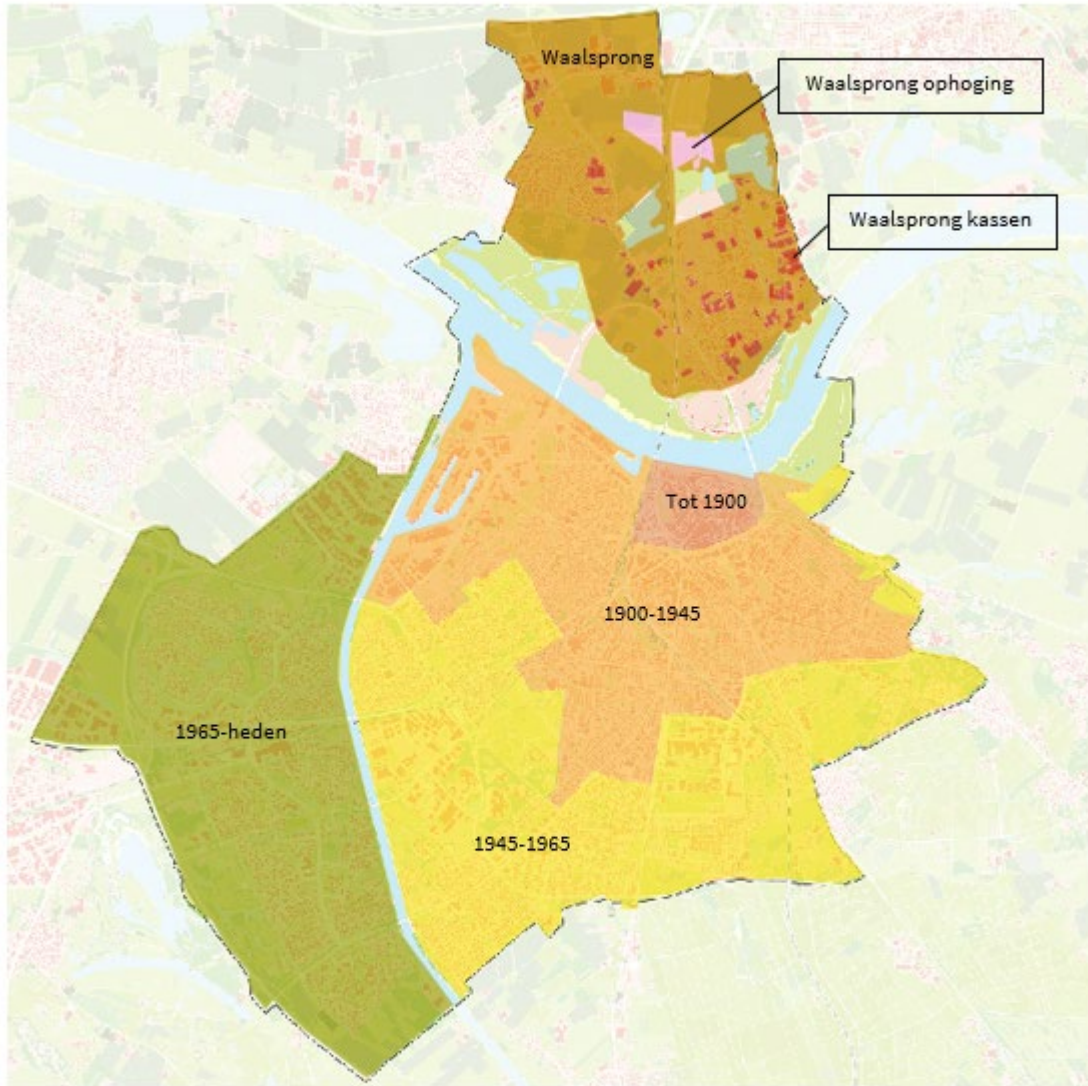 Waalsprong
Waalsprong ophoging
Waalsprong kassen
Tot 1900
1900-1945
1965-heden
1945-1965